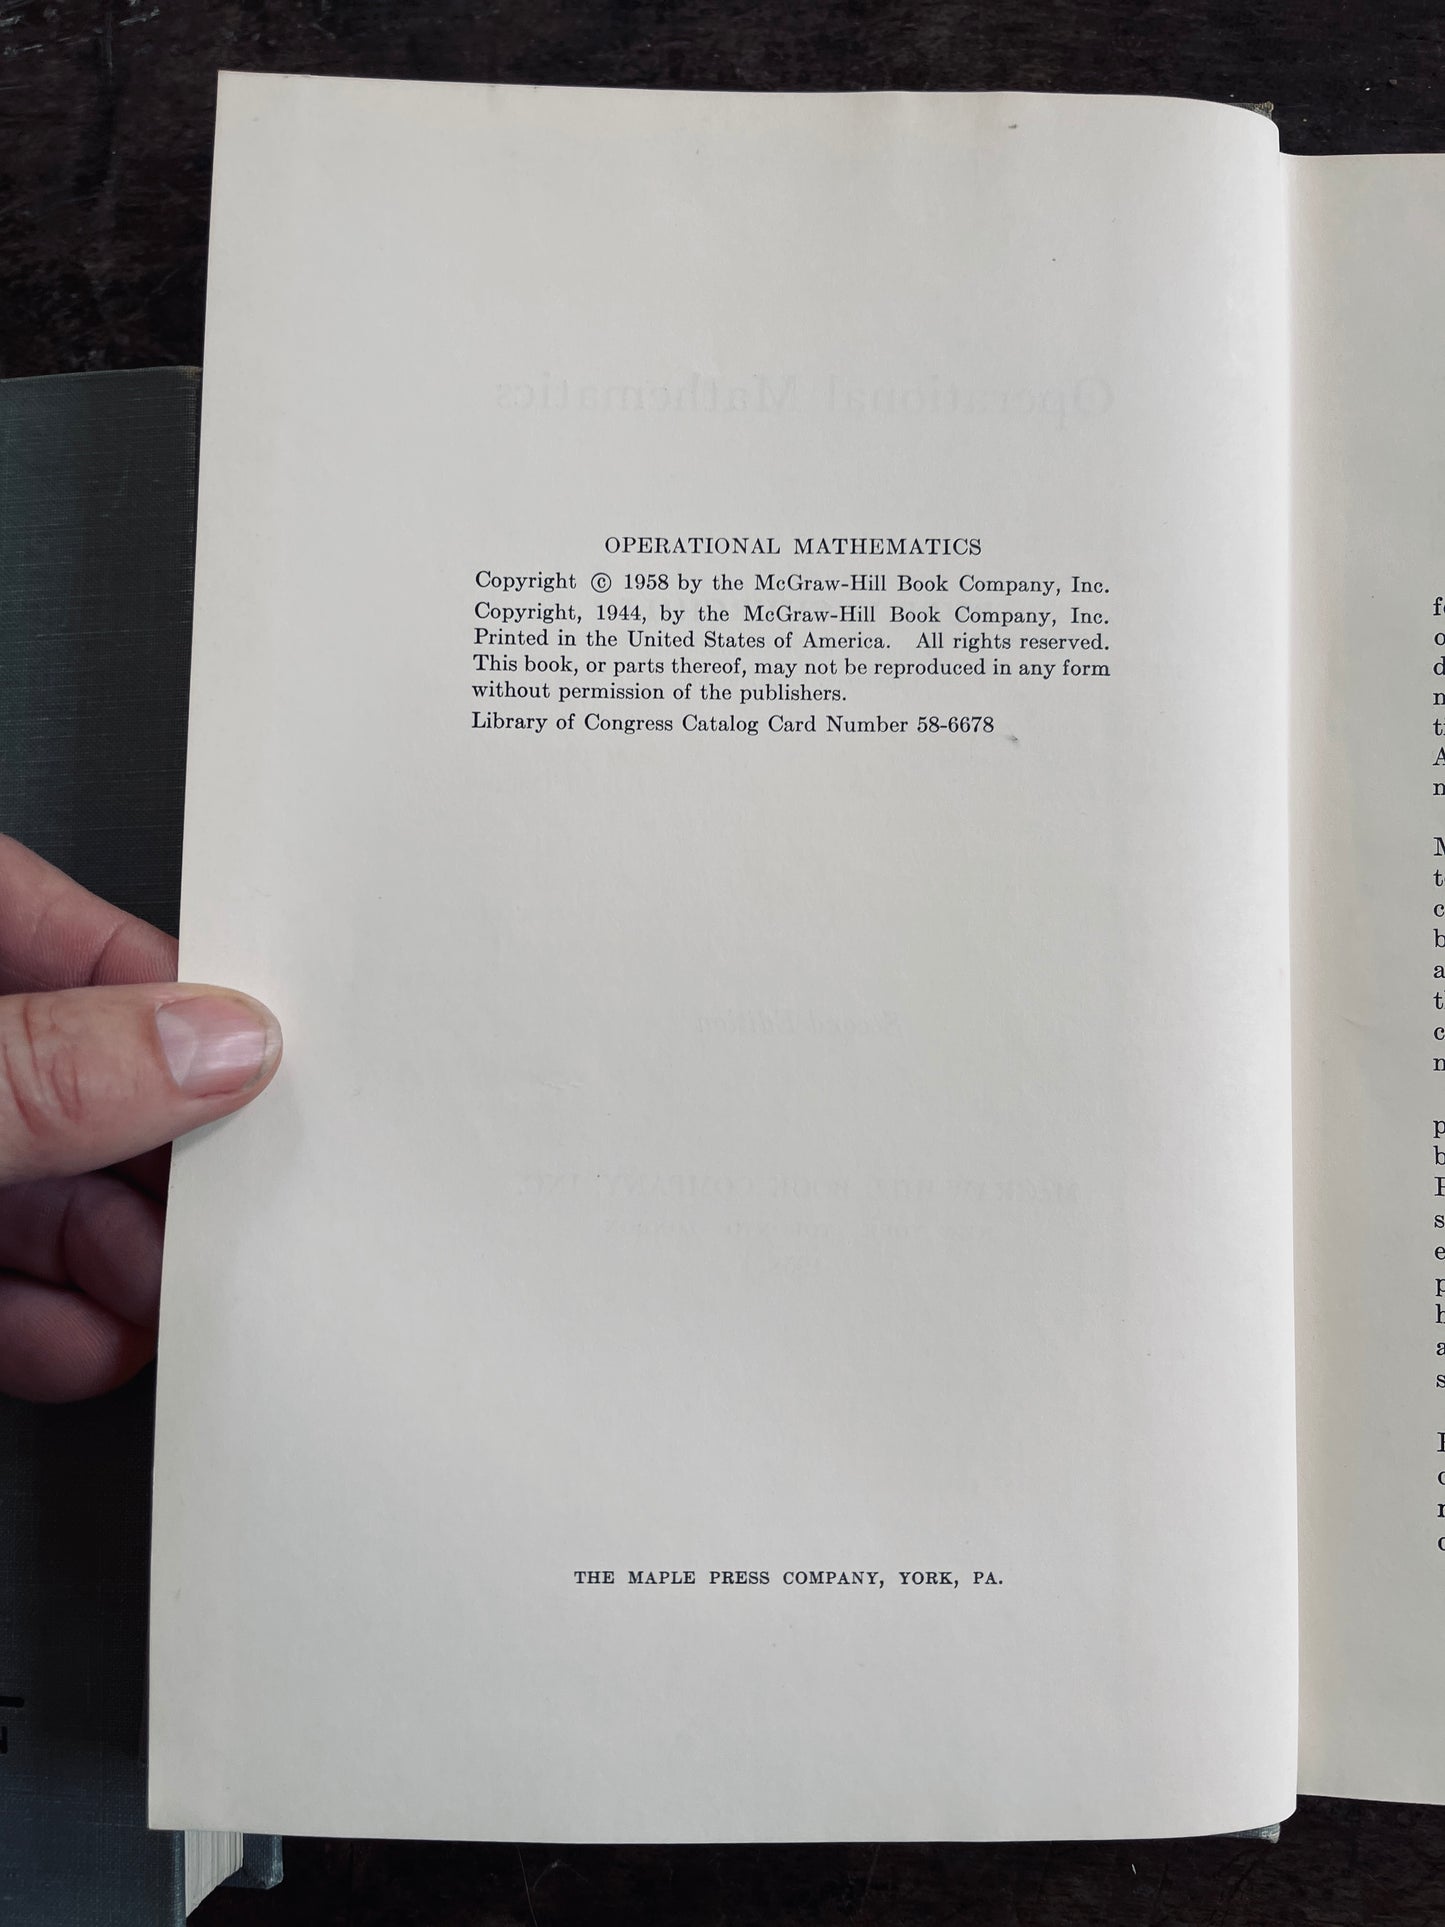 OPERATIONAL MATHEMATICS
Copyright © 1958 by the McGraw-Hill Book Company, Inc.
Copyright, 1944, by the McGraw-Hill Book Company, Inc.
Printed in the United States of America. All rights reserved.
This book, or parts thereof, may not be reproduced in any form
without permission of the publishers.
Library of Congress Catalog Card Number 58-6678
THE MAPLE PRESS COMPANY, YORK, PA.